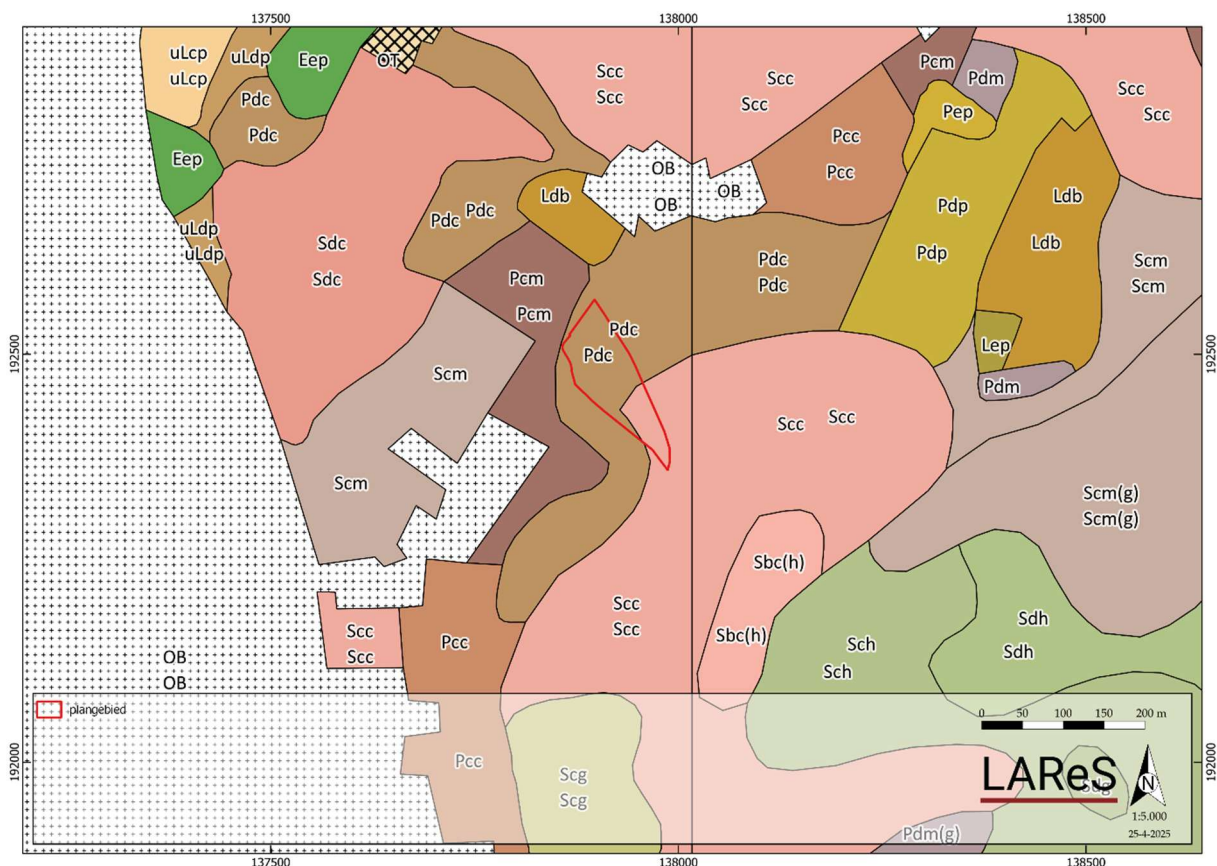 137500 138000 138500
uLcp
uLcp
uLdp
Eep
OT
Scc
Scc
Scc
Scc
Pcm
Pdm
Scc
Scc
Pdc
Pdc
Pep
Pcc
Pcc
Eep
OB
OB
OB
Ldb
Pdc Pdc
Pdp
Pdp
Ldb
Ldb
uLdp
uLdp
Sdc
Sdc
Pdc
Pdc
Scm
Scm
Pcm
Pcm
Pdc
Pdc
192500
192500
Lep
Pdm
Scm
Scc Scc
Scm
Scm(g)
Scm(g)
Sbc(h)
Sbc(h)
Scc
Scc
Scc
Scc
Pcc
Sch
Sch
Sdh
Sdh
OB
OB
plangebied
0 50 100 150 200 m
Pcc
Scg
Scg
192000
192000
LAReS
Sdg
N
1:5.000
25-4-2025
Pdm(g)
137500 138000 138500